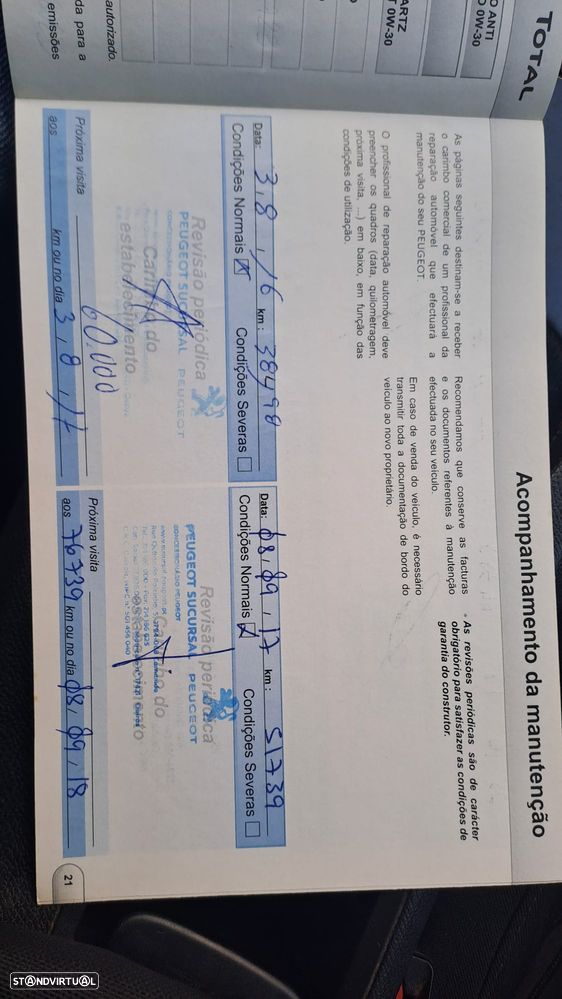 TOTAL
O ANTI
O 0W-30
ARTZ
T 0W-30
autorizado.
da para a
emissões
Acompanhamento da manutenção
As páginas seguintes destinam-se a receber
o carimbo comercial de um profissional da
reparação automóvel que efectuará a
manutenção do seu PEUGEOT.
O profissional de reparação automóvel deve
preencher os quadros (data, quilometragem,
próxima visita, ...) em baixo, em função das
condições de utilização.
Recomendamos que conserve as facturas
e os documentos referentes à manutenção
efectuada no seu veículo.
Em caso de venda do veículo, é necessário
transmitir toda a documentação de bordo do
veículo ao novo proprietário.
As revisões periódicas são de carácter
obrigatório para satisfazer as condições de
garantia do construtor.
Data: 3, 8, 16 km: 38498
Condições Normais Condições Severas
Revisão periódica
PEUGEOT SUCURSAL PEUGEOT
Carimbo do
estabelecimento
Próxima visita 60.000
aos km ou no dia 3, 8, 17
Data: 08, 09, 17 km: 51739
Condições Normais Condições Severas
Revisão periódica
PEUGEOT SUCURSAL PEUGEOT
CONCESSIONÁRIO PEUGEOT
Próxima visita
aos 76739 km ou no dia 08, 09, 18
21
STANDVIRTUAL